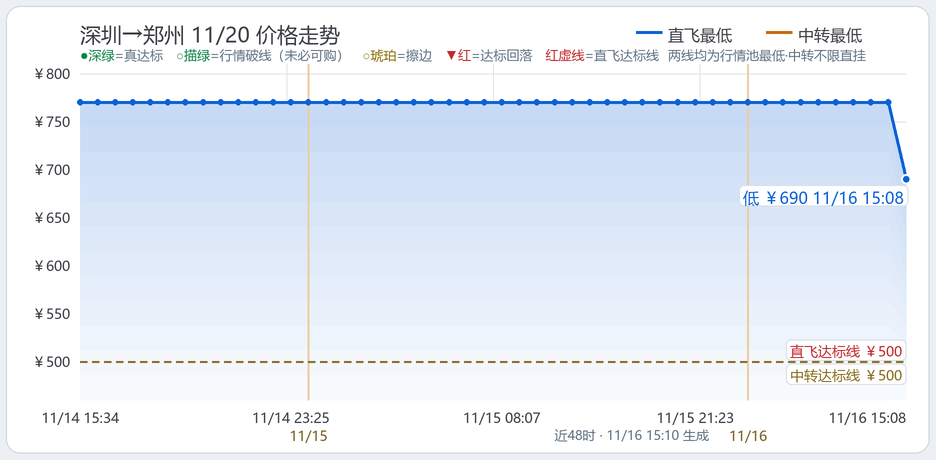 深圳→郑州 11/20 价格走势
直飞最低 中转最低
●深绿=真达标 ○描绿=行情破线（未必可购） ○琥珀=擦边 ▼红=达标回落 红虚线=直飞达标线 两线均为行情池最低·中转不限直挂
¥800
¥750
¥700
¥650
¥600
¥550
¥500
低 ¥690 11/16 15:08
直飞达标线 ¥500
中转达标线 ¥500
11/14 15:34 11/14 23:25 11/15 08:07 11/15 21:23 11/16 15:08
11/15 近48时 · 11/16 15:10 生成 11/16